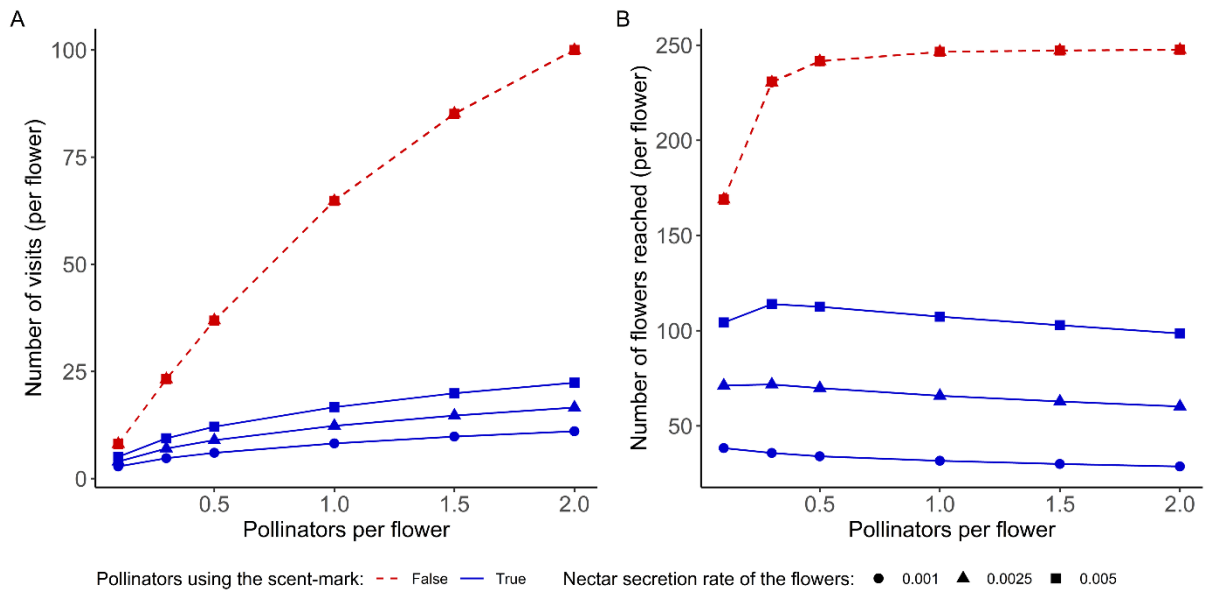 A
Number of visits (per flower)
100
75
50
25
0
0.5 1.0 1.5 2.0
Pollinators per flower
B
Number of flowers reached (per flower)
250
200
150
100
50
0.5 1.0 1.5 2.0
Pollinators per flower
Pollinators using the scent-mark: False True Nectar secretion rate of the flowers: 0.001 0.0025 0.005